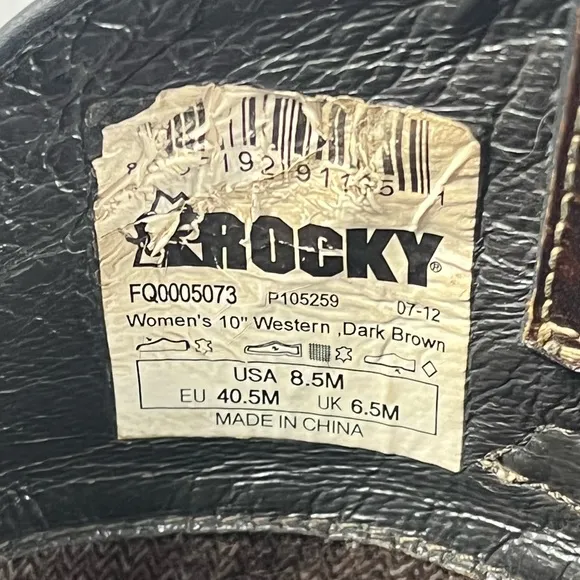 ROCKY®
FQ0005073 P105259 07-12
Women's 10" Western ,Dark Brown
USA 8.5M
EU 40.5M UK 6.5M
MADE IN CHINA